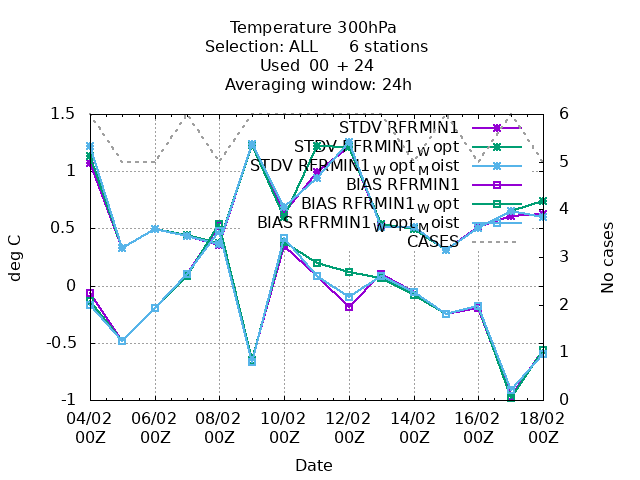 Temperature 300hPa
Selection: ALL 6 stations
Used 00 + 24
Averaging window: 24h
STDV RFRMIN1
STDV RFRMIN1_W opt
STDV RFRMIN1_W opt_M oist
BIAS RFRMIN1
BIAS RFRMIN1_W opt
BIAS RFRMIN1_W opt_M oist
CASES
1.5
1
0.5
0
-0.5
-1
deg C
6
5
4
3
2
1
0
No cases
04/02 06/02 08/02 10/02 12/02 14/02 16/02 18/02
00Z 00Z 00Z 00Z 00Z 00Z 00Z 00Z
Date